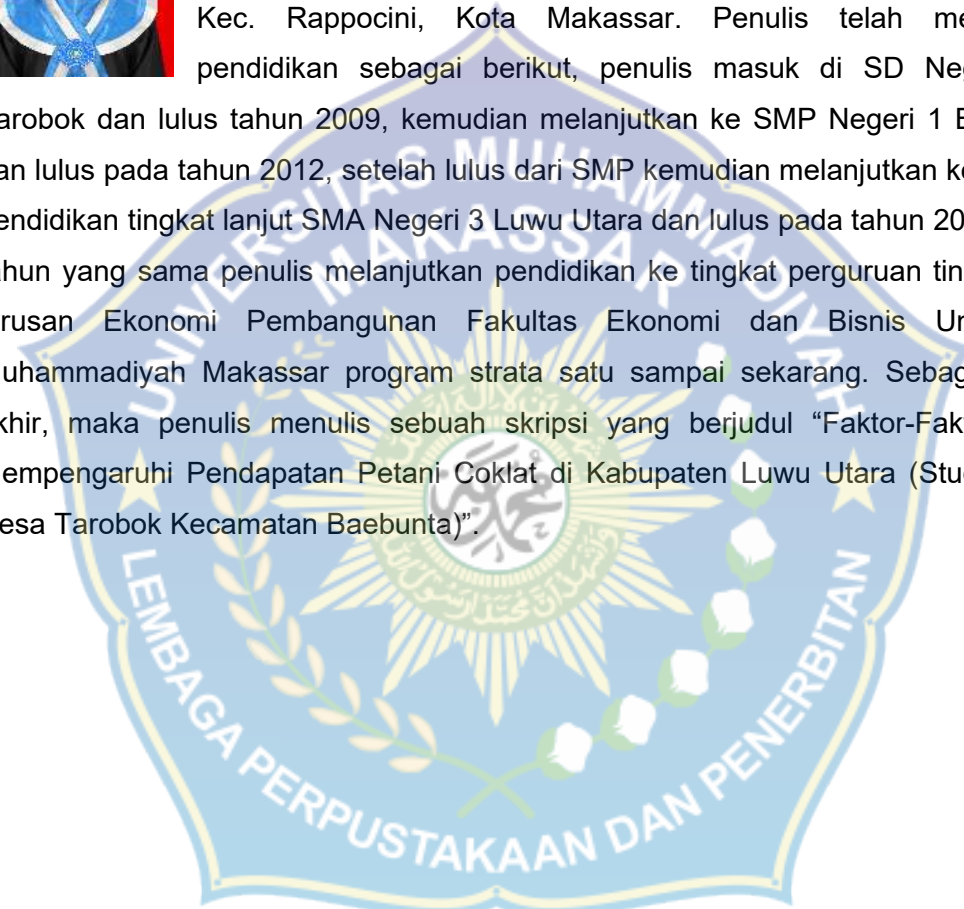 Kec. Rappocini, Kota Makassar. Penulis telah me
pendidikan sebagai berikut, penulis masuk di SD Neg
arobok dan lulus tahun 2009, kemudian melanjutkan ke SMP Negeri 1 B
an lulus pada tahun 2012, setelah lulus dari SMP kemudian melanjutkan ke
endidikan tingkat lanjut SMA Negeri 3 Luwu Utara dan lulus pada tahun 20
ahun yang sama penulis melanjutkan pendidikan ke tingkat perguruan tin
rusan Ekonomi Pembangunan Fakultas Ekonomi dan Bisnis Un
uhammadiyah Makassar program strata satu sampai sekarang. Sebag
khir, maka penulis menulis sebuah skripsi yang berjudul “Faktor-Fak
empengaruhi Pendapatan Petani Coklat di Kabupaten Luwu Utara (Stu
esa Tarobok Kecamatan Baebunta)”.
UNIVERSITAS MUHAMMADIYAH
MAKASSAR
LEMBAGA PERPUSTAKAAN DAN PENERBITAN